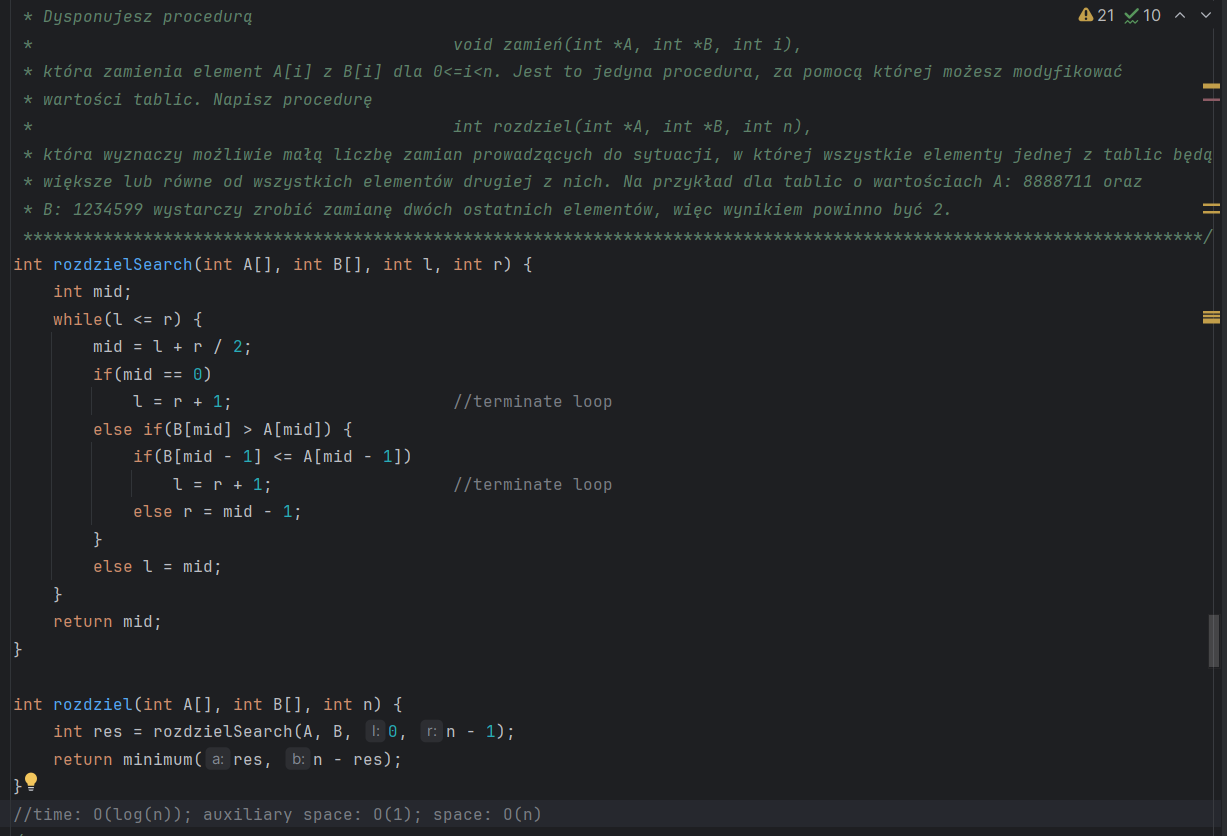 * Dysponujesz procedurą
21 10
* void zamień(int *A, int *B, int i),
* która zamienia element A[i] z B[i] dla 0<=i<n. Jest to jedyna procedura, za pomocą której możesz modyfikować
* wartości tablic. Napisz procedurę
* int rozdziel(int *A, int *B, int n),
* która wyznaczy możliwie małą liczbę zamian prowadzących do sytuacji, w której wszystkie elementy jednej z tablic będą
* większe lub równe od wszystkich elementów drugiej z nich. Na przykład dla tablic o wartościach A: 8888711 oraz
* B: 1234599 wystarczy zrobić zamianę dwóch ostatnich elementów, więc wynikiem powinno być 2.
***********************************************************************************************************************/
int rozdzielSearch(int A[], int B[], int l, int r) {
    int mid;
    while(l <= r) {
        mid = l + r / 2;
        if(mid == 0)
            l = r + 1;                      //terminate loop
        else if(B[mid] > A[mid]) {
            if(B[mid - 1] <= A[mid - 1])
                l = r + 1;                  //terminate loop
            else r = mid - 1;
        }
        else l = mid;
    }
    return mid;
}
int rozdziel(int A[], int B[], int n) {
    int res = rozdzielSearch(A, B, l: 0, r: n - 1);
    return minimum( a: res, b: n - res);
}
//time: O(log(n)); auxiliary space: O(1); space: O(n)